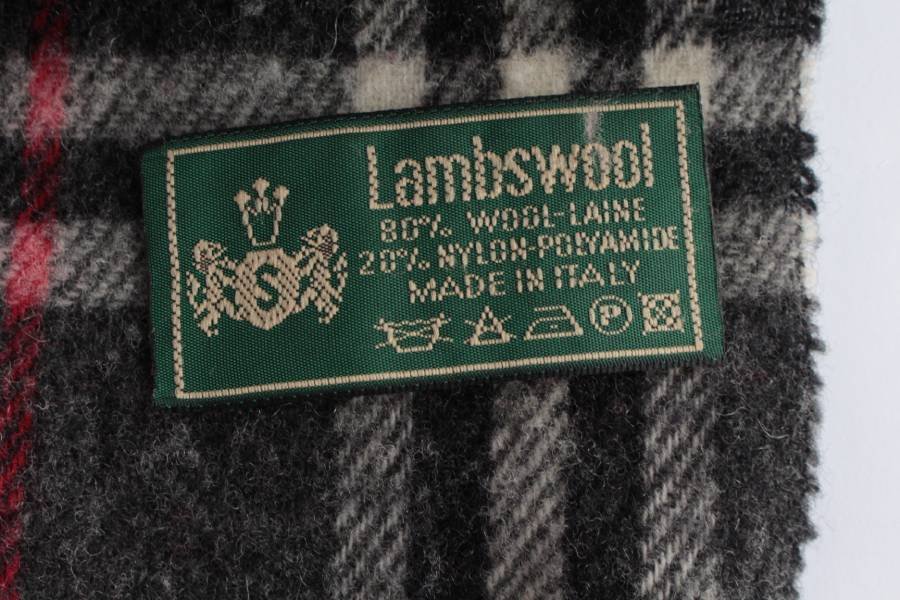 Lambswool
80% WOOL-LAINE
20% NYLON-POLYAMIDE
MADE IN ITALY
S
P